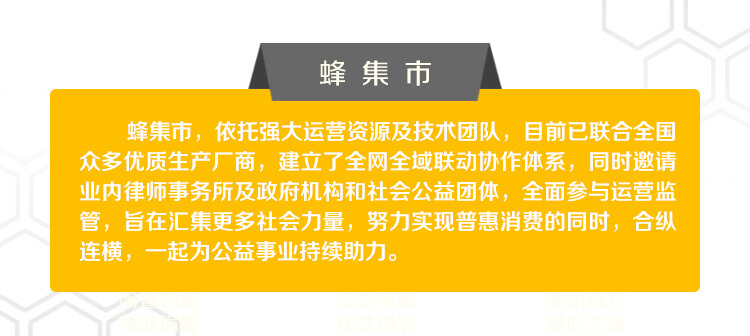 蜂集市
蜂集市，依托强大运营资源及技术团队，目前已联合全国
众多优质生产厂商，建立了全网全域联动协作体系，同时邀请
业内律师事务所及政府机构和社会公益团体，全面参与运营监
管，旨在汇集更多社会力量，努力实现普惠消费的同时，合纵
连横，一起为公益事业持续助力。